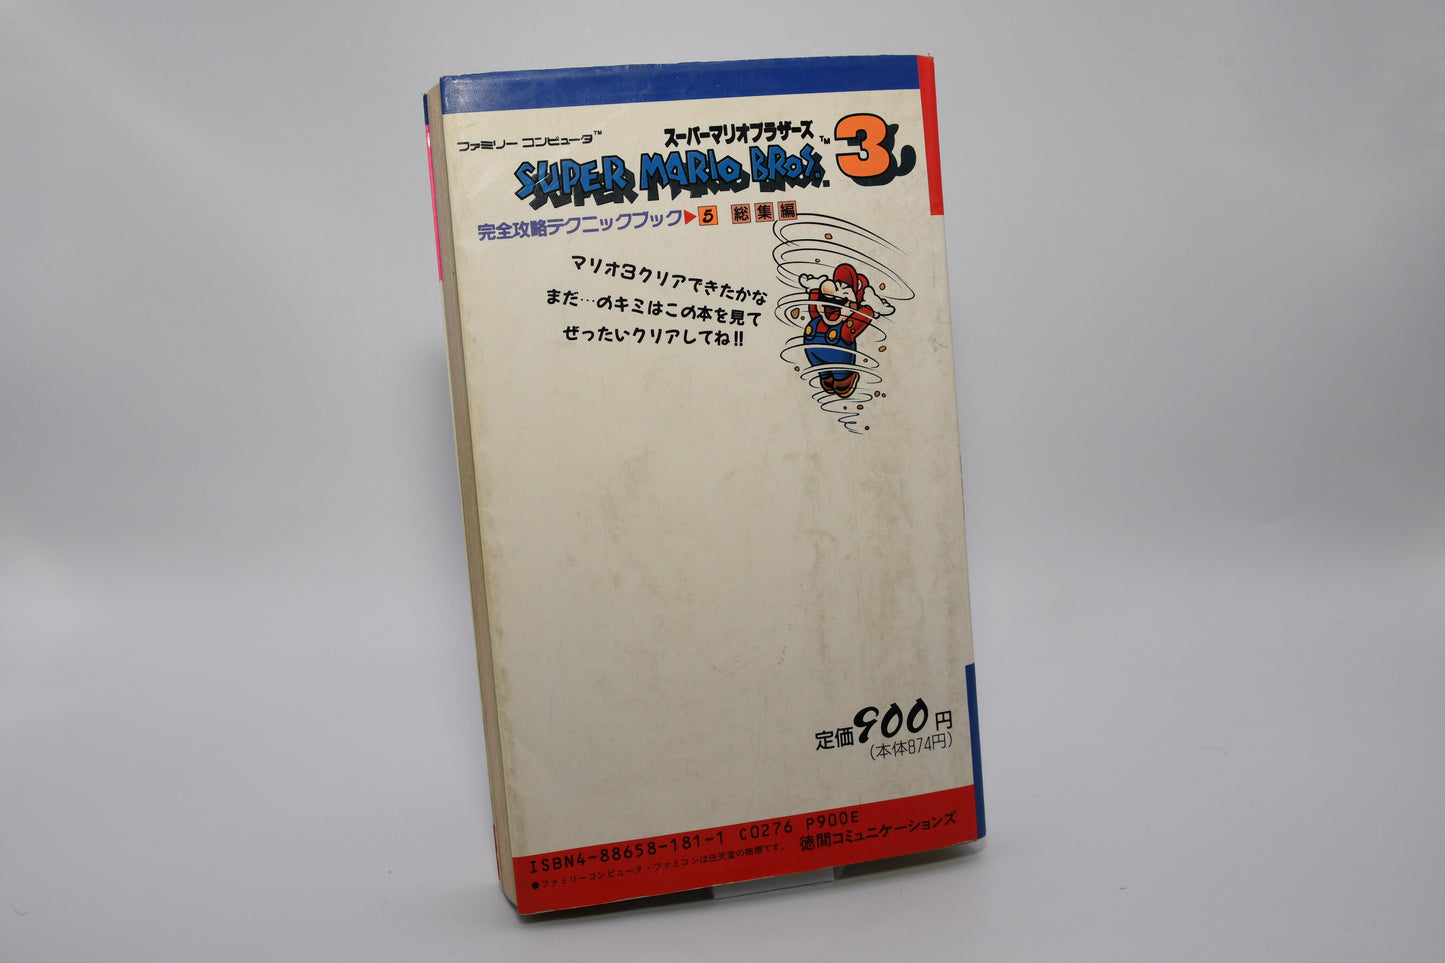 ファミリーコンピュータ™
スーパーマリオブラザーズ
SUPER MARIO BROS.™ 3
完全攻略テクニックブック▶5 総集編
マリオ3クリアできたかな
まだ…のキミはこの本を見て
ぜったいクリアしてね!!
定価900円
(本体874円)
ISBN4-88658-181-1 C0276 P900E
●ファミリーコンピュータ・ファミコンは任天堂の商標です。 徳間コミュニケーションズ